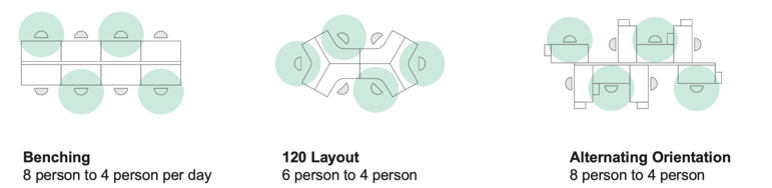 Benching
8 person to 4 person per day
120 Layout
6 person to 4 person
Alternating Orientation
8 person to 4 person